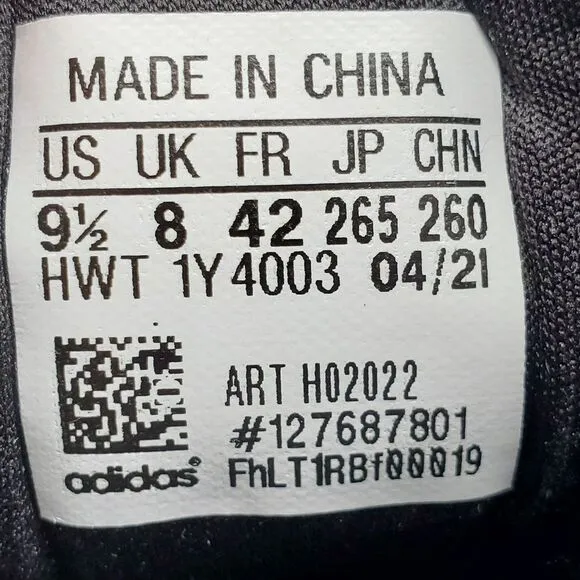 MADE IN CHINA
US UK FR JP CHN
9½ 8 42 265 260
HWT 1Y4003 04/21
ART H02022
#127687801
adidas®
FhLT1RBf00019